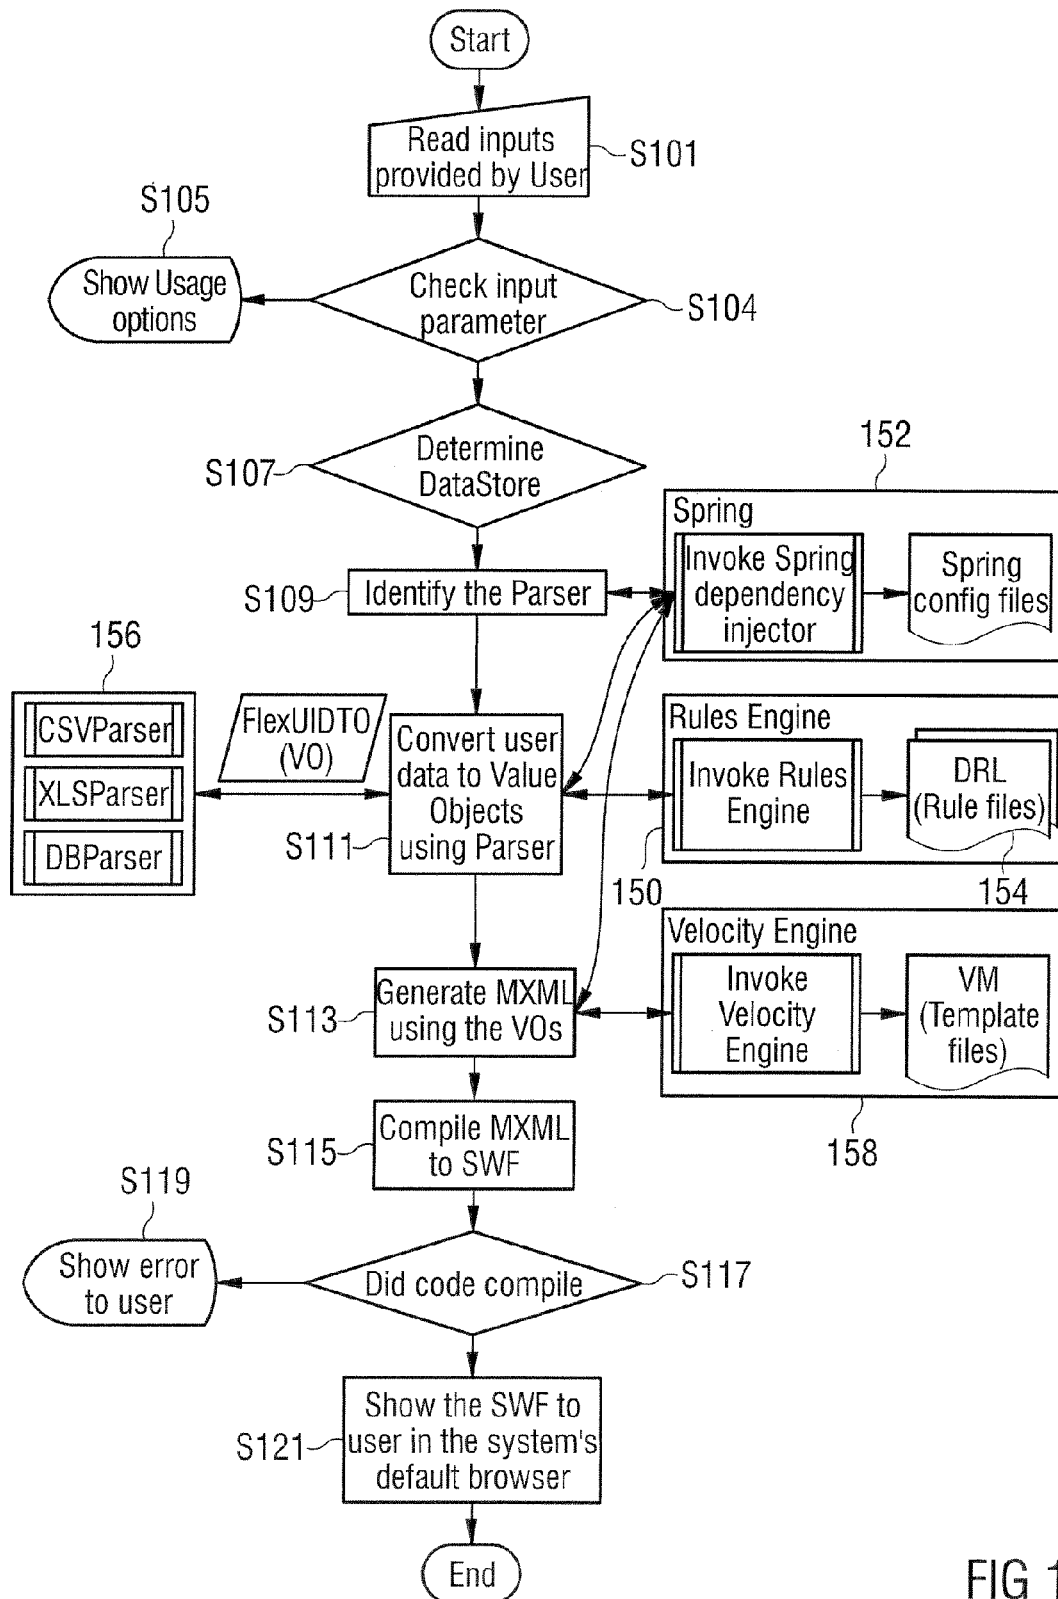 Start
Read inputs
provided by User
S101
S105
Show Usage
options
Check input
parameter
S104
Determine
DataStore
S107
152
Spring
Invoke Spring
dependency
injector
Spring
config files
Identify the Parser
S109
156
CSVParser
XLSParser
DBParser
FlexUIDTO
(VO)
Convert user
data to Value
Objects
using Parser
S111
Rules Engine
Invoke Rules
Engine
DRL
(Rule files)
150
154
Velocity Engine
Invoke
Velocity
Engine
VM
(Template
files)
158
Generate MXML
using the VOs
S113
Compile MXML
to SWF
S115
S119
Show error
to user
Did code compile
S117
Show the SWF to
user in the system's
default browser
S121
End
FIG 1